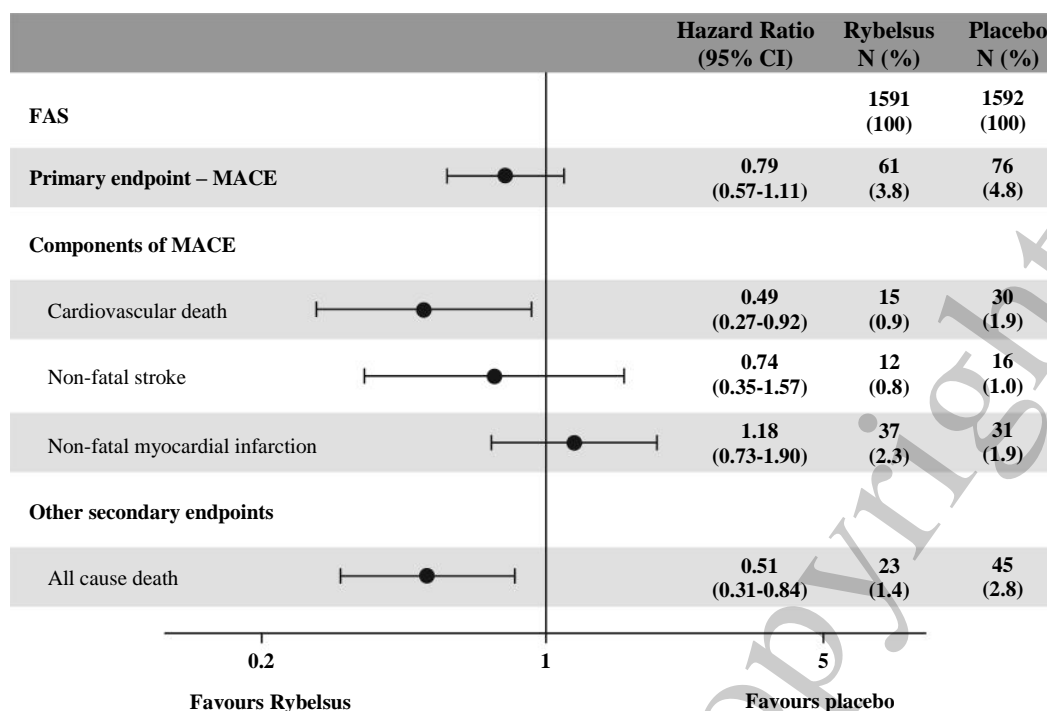 Hazard Ratio Rybelsus Placebo
(95% CI) N (%) N (%)
FAS 1591 1592
(100) (100)
Primary endpoint – MACE 0.79 61 76
(0.57-1.11) (3.8) (4.8)
Components of MACE
Cardiovascular death 0.49 15 30
(0.27-0.92) (0.9) (1.9)
Non-fatal stroke 0.74 12 16
(0.35-1.57) (0.8) (1.0)
Non-fatal myocardial infarction 1.18 37 31
(0.73-1.90) (2.3) (1.9)
Other secondary endpoints
All cause death 0.51 23 45
(0.31-0.84) (1.4) (2.8)
0.2 1 5
Favours Rybelsus Favours placebo
opyright